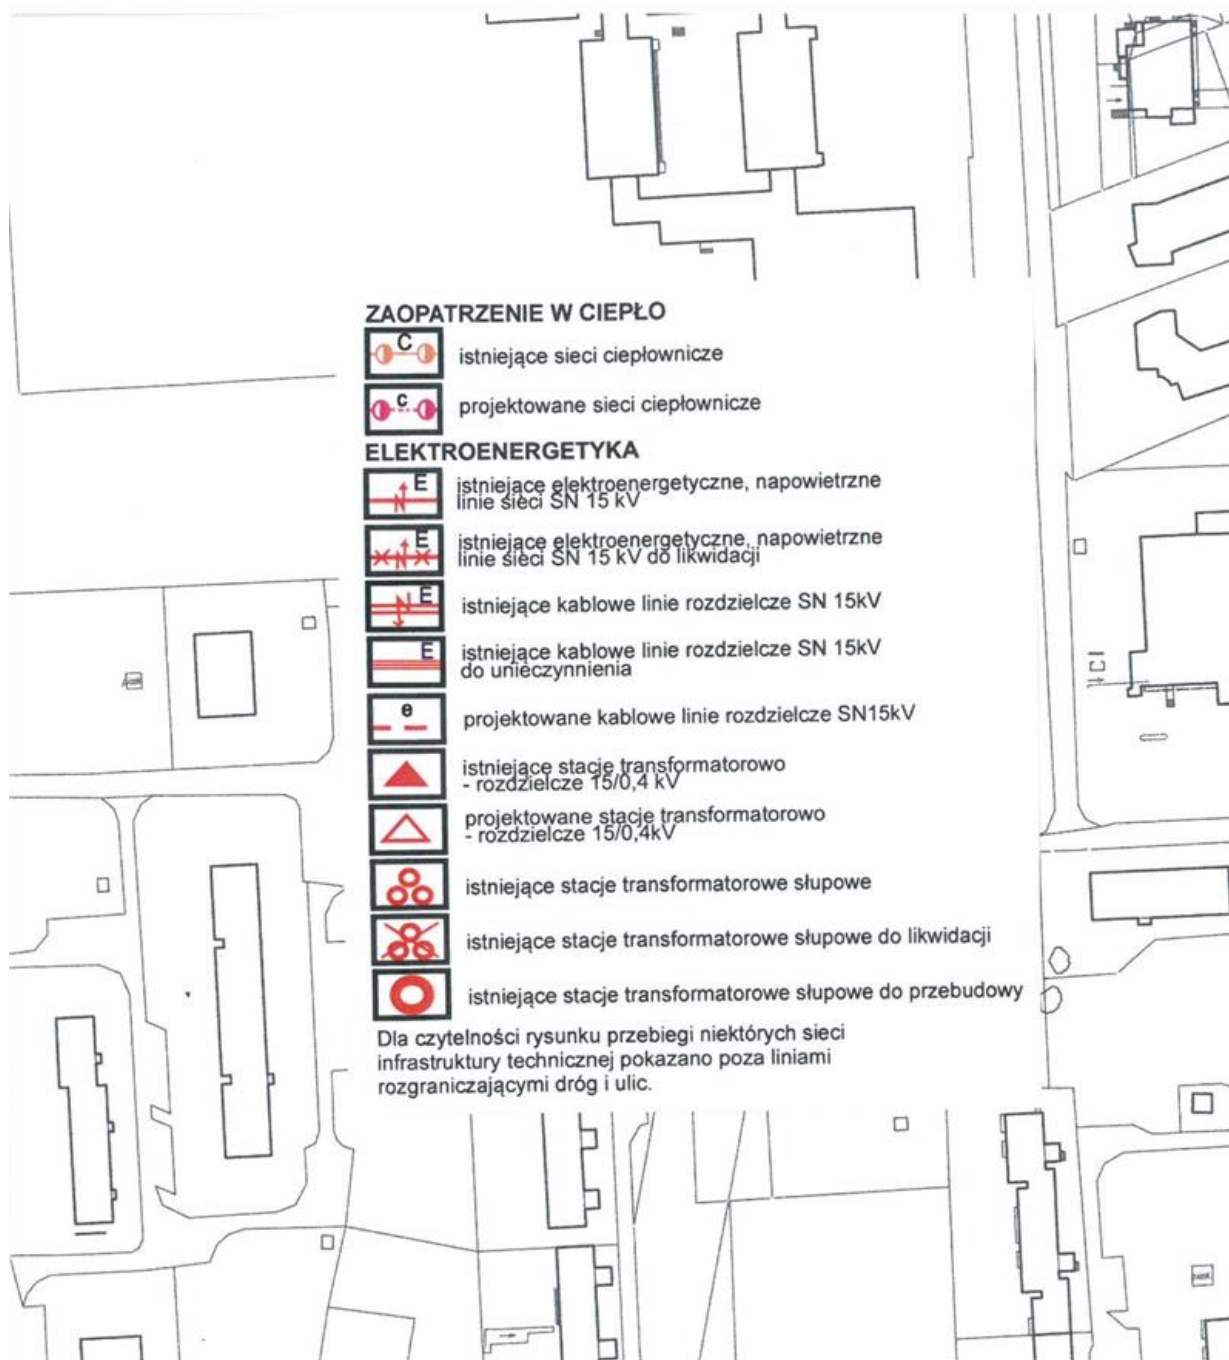 ZAOPATRZENIE W CIEPŁO
C
istniejące sieci ciepłownicze
c
projektowane sieci ciepłownicze
ELEKTROENERGETYKA
E
istniejące elektroenergetyczne, napowietrzne
linie sieci SN 15 kV
E
istniejące elektroenergetyczne, napowietrzne
linie sieci SN 15 kV do likwidacji
E
istniejące kablowe linie rozdzielcze SN 15kV
E
istniejące kablowe linie rozdzielcze SN 15kV
do unieczynnienia
e
projektowane kablowe linie rozdzielcze SN15kV
istniejące stacje transformatorowo
- rozdzielcze 15/0,4 kV
projektowane stacje transformatorowo
- rozdzielcze 15/0,4kV
istniejące stacje transformatorowe słupowe
istniejące stacje transformatorowe słupowe do likwidacji
istniejące stacje transformatorowe słupowe do przebudowy
Dla czytelności rysunku przebiegi niektórych sieci
infrastruktury technicznej pokazano poza liniami
rozgraniczającymi dróg i ulic.